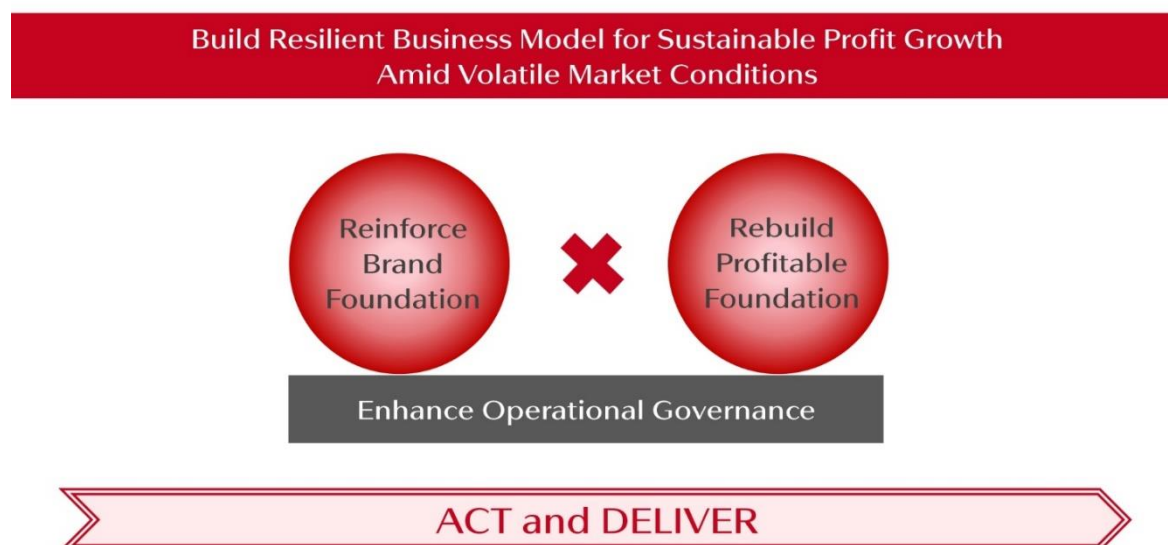 Build Resilient Business Model for Sustainable Profit Growth
Amid Volatile Market Conditions
Reinforce
Brand
Foundation
Rebuild
Profitable
Foundation
Enhance Operational Governance
ACT and DELIVER